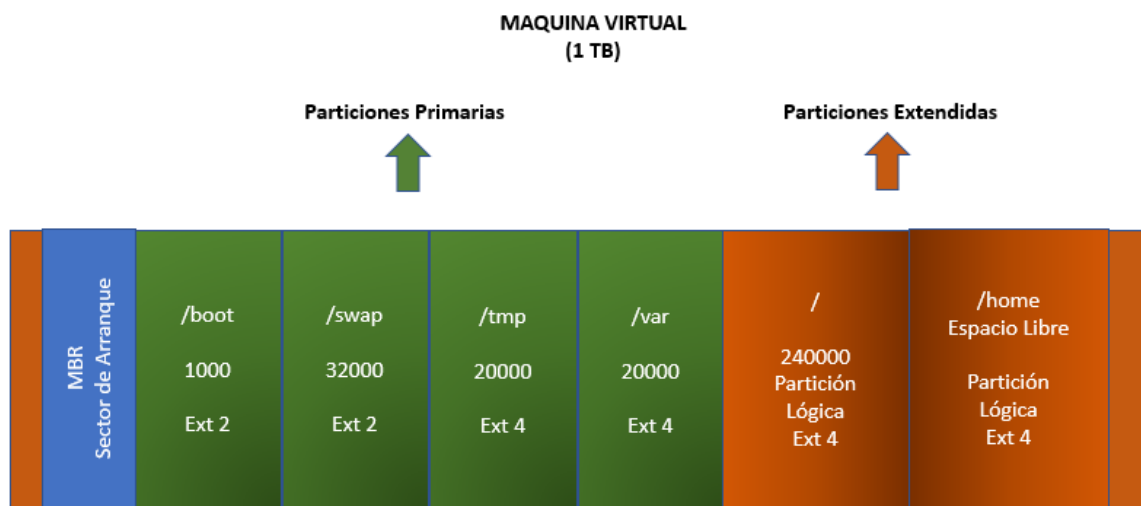 MAQUINA VIRTUAL
(1 TB)
Particiones Primarias
Particiones Extendidas
MBR
Sector de Arranque
/boot
1000
Ext 2
/swap
32000
Ext 2
/tmp
20000
Ext 4
/var
20000
Ext 4
/
240000
Partición
Lógica
Ext 4
/home
Espacio Libre
Partición
Lógica
Ext 4